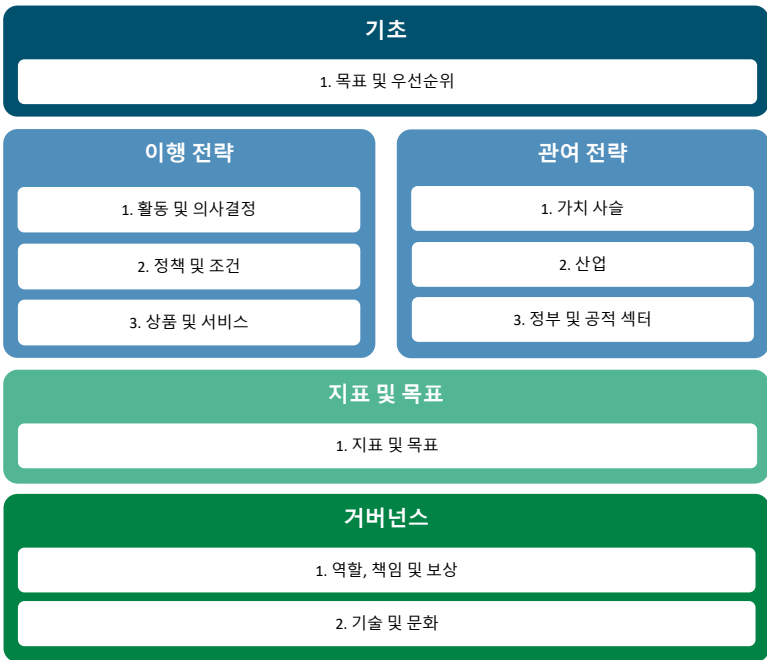 기초
1. 목표 및 우선순위
이행 전략
1. 활동 및 의사결정
2. 정책 및 조건
3. 상품 및 서비스
관여 전략
1. 가치 사슬
2. 산업
3. 정부 및 공적 섹터
지표 및 목표
1. 지표 및 목표
거버넌스
1. 역할, 책임 및 보상
2. 기술 및 문화